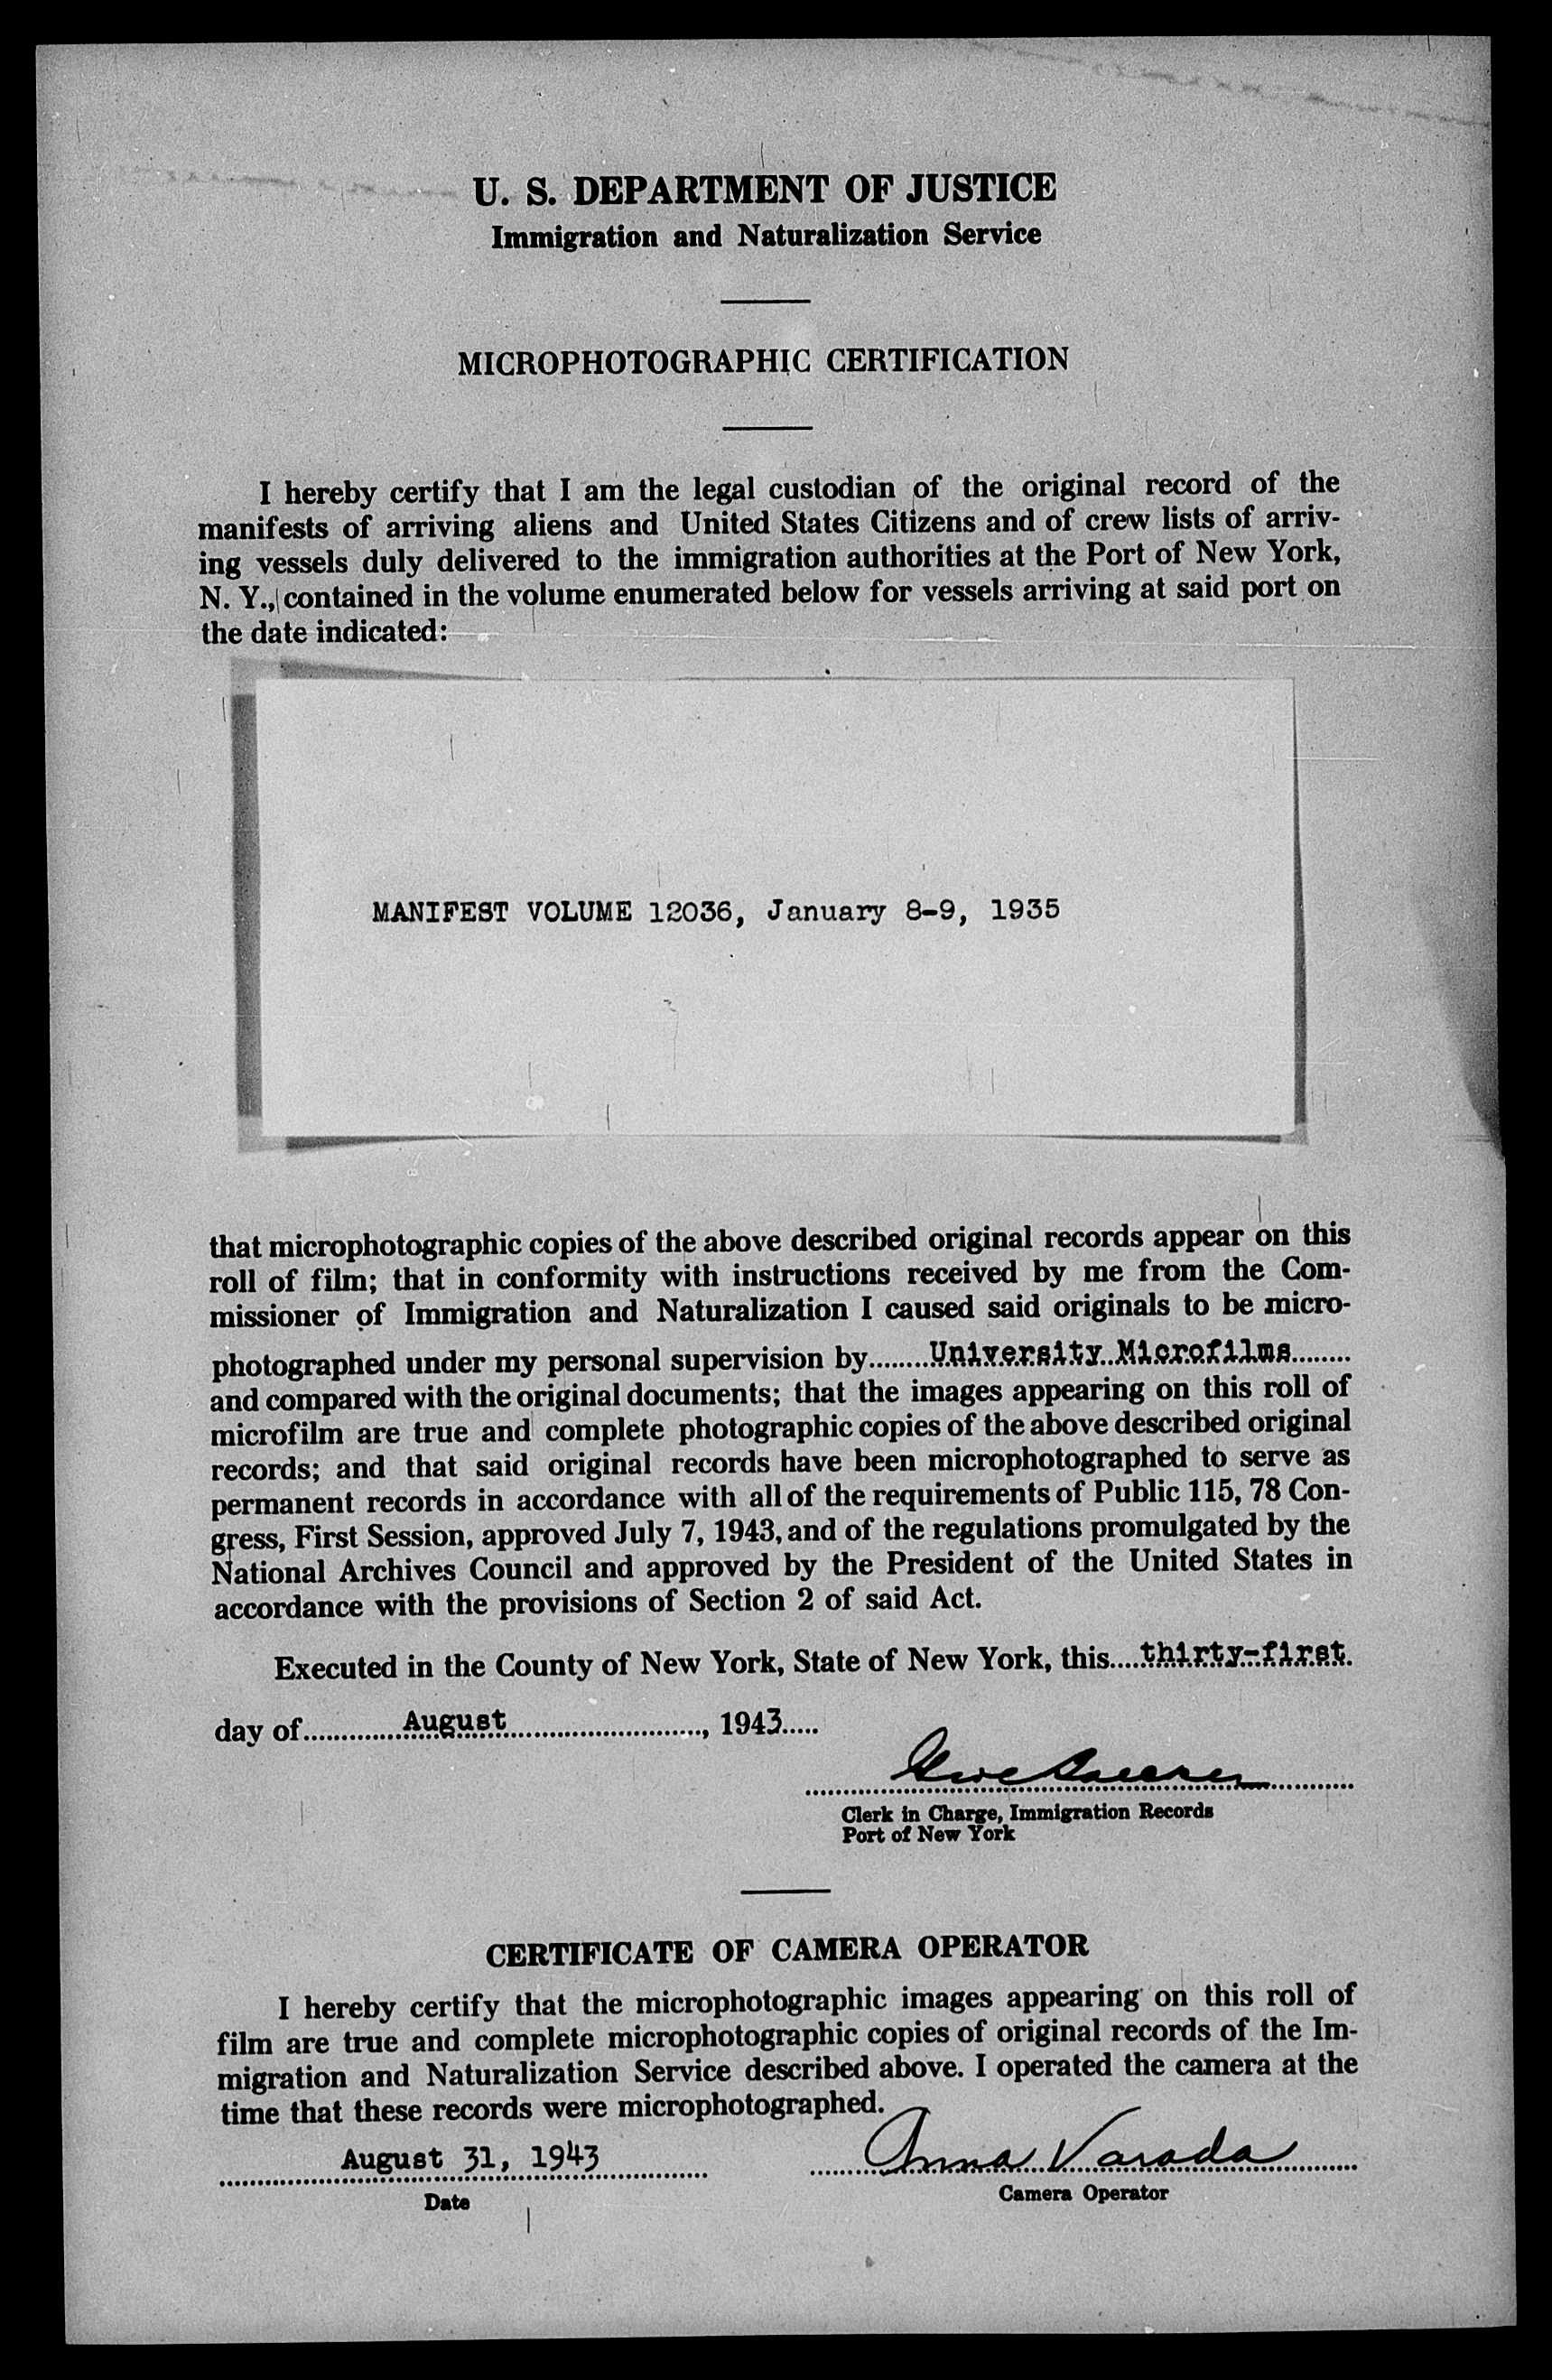 U. S. DEPARTMENT OF JUSTICE
Immigration and Naturalization Service
MICROPHOTOGRAPHIC CERTIFICATION
I hereby certify that I am the legal custodian of the original record of the
manifests of arriving aliens and United States Citizens and of crew lists of arriv-
ing vessels duly delivered to the immigration authorities at the Port of New York,
N. Y., contained in the volume enumerated below for vessels arriving at said port on
the date indicated:
MANIFEST VOLUME 12036, January 8-9, 1935
that microphotographic copies of the above described original records appear on this
roll of film; that in conformity with instructions received by me from the Com-
missioner of Immigration and Naturalization I caused said originals to be micro-
photographed under my personal supervision by........University Microfilms........
and compared with the original documents; that the images appearing on this roll of
microfilm are true and complete photographic copies of the above described original
records; and that said original records have been microphotographed to serve as
permanent records in accordance with all of the requirements of Public 115, 78 Con-
gress, First Session, approved July 7, 1943, and of the regulations promulgated by the
National Archives Council and approved by the President of the United States in
accordance with the provisions of Section 2 of said Act.
Executed in the County of New York, State of New York, this....thirty-first.
day of.............August..........................., 1943.....
Clerk in Charge, Immigration Records
Port of New York
CERTIFICATE OF CAMERA OPERATOR
I hereby certify that the microphotographic images appearing on this roll of
film are true and complete microphotographic copies of original records of the Im-
migration and Naturalization Service described above. I operated the camera at the
time that these records were microphotographed.
August 31, 1943
Anna Varada
Date
Camera Operator